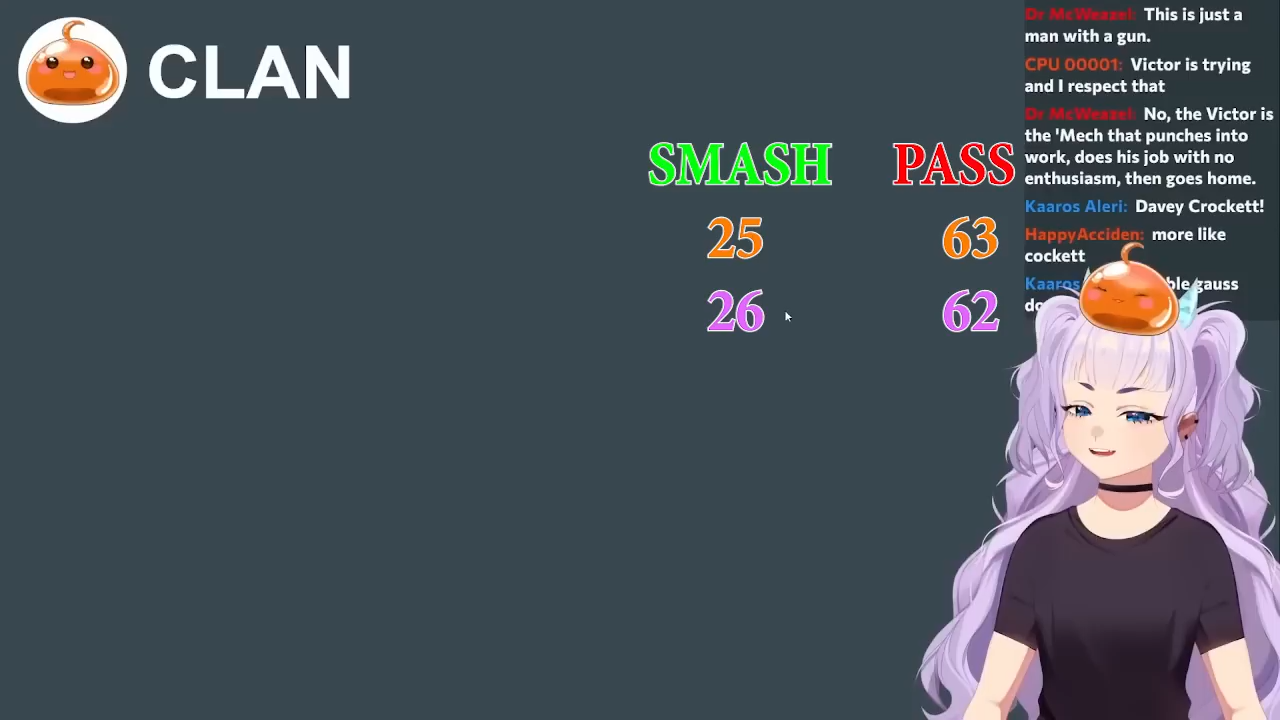 CLAN
SMASH PASS
25 63
26 62
Dr McWeazel: This is just a
man with a gun.
CPU 00001: Victor is trying
and I respect that
Dr McWeazel: No, the Victor is
the 'Mech that punches into
work, does his job with no
enthusiasm, then goes home.
Kaaros Aleri: Davey Crockett!
HappyAcciden: more like
cockett
Kaaros gauss